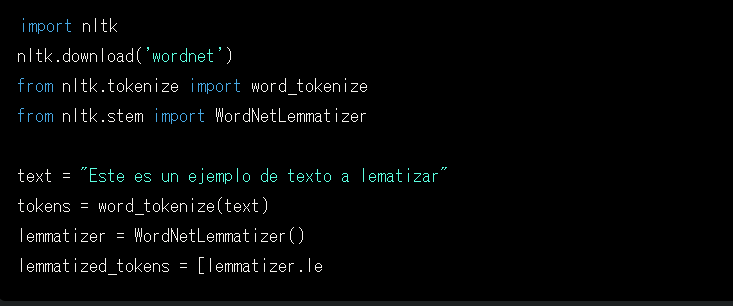 import nltk
nltk.download('wordnet')
from nltk.tokenize import word_tokenize
from nltk.stem import WordNetLemmatizer
text = "Este es un ejemplo de texto a lematizar"
tokens = word_tokenize(text)
lemmatizer = WordNetLemmatizer()
lemmatized_tokens = [lemmatizer.le